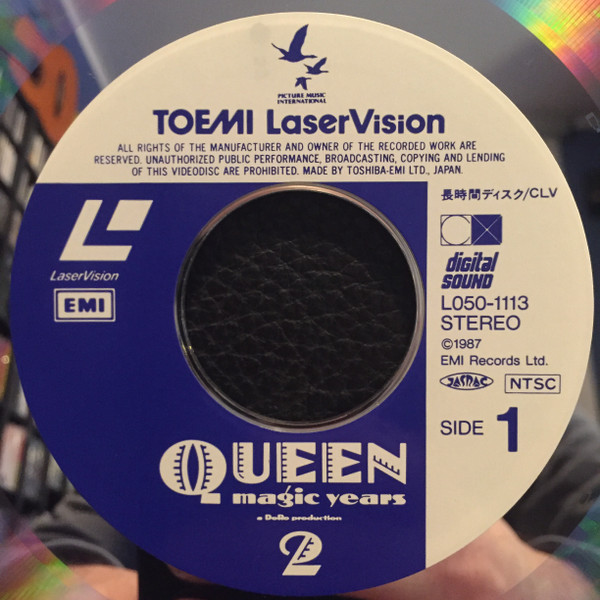 PICTURE MUSIC
INTERNATIONAL
TOEMI LaserVision
ALL RIGHTS OF THE MANUFACTURER AND OWNER OF THE RECORDED WORK ARE
RESERVED. UNAUTHORIZED PUBLIC PERFORMANCE, BROADCASTING, COPYING AND LENDING
OF THIS VIDEODISC ARE PROHIBITED. MADE BY TOSHIBA-EMI LTD., JAPAN.
長時間ディスク/CLV
LaserVision
EMI
digital
SOUND
L050-1113
STEREO
©1987
EMI Records Ltd.
JASRAC
NTSC
SIDE 1
QUEEN
magic years
a DoRo production
2